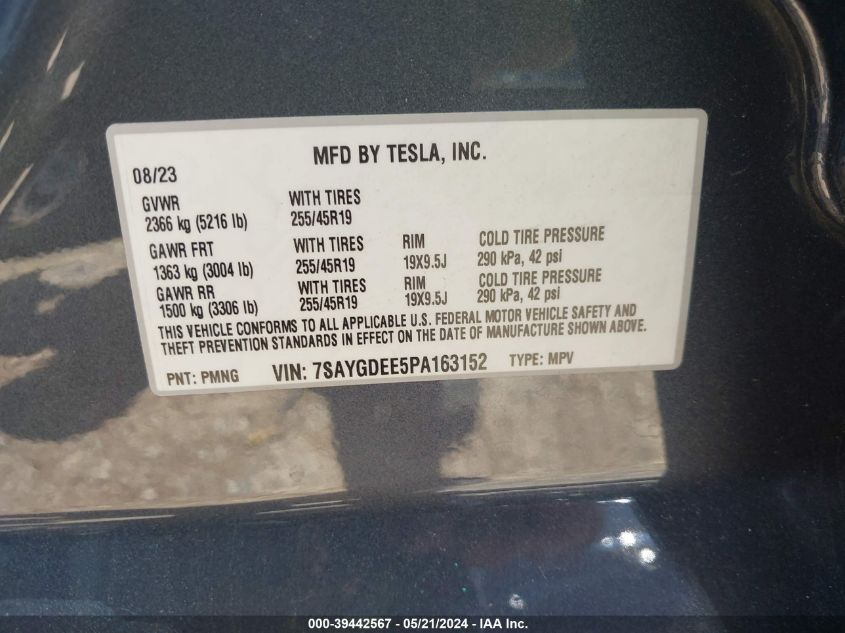 MFD BY TESLA, INC.
08/23
GVWR WITH TIRES
2366 kg (5216 lb) 255/45R19
GAWR FRT WITH TIRES RIM COLD TIRE PRESSURE
1363 kg (3004 lb) 255/45R19 19X9.5J 290 kPa, 42 psi
GAWR RR WITH TIRES RIM COLD TIRE PRESSURE
1500 kg (3306 lb) 255/45R19 19X9.5J 290 kPa, 42 psi
THIS VEHICLE CONFORMS TO ALL APPLICABLE U.S. FEDERAL MOTOR VEHICLE SAFETY AND
THEFT PREVENTION STANDARDS IN EFFECT ON THE DATE OF MANUFACTURE SHOWN ABOVE.
PNT: PMNG VIN: 7SAYGDEE5PA163152 TYPE: MPV
000-39442567 - 05/21/2024 - IAA Inc.